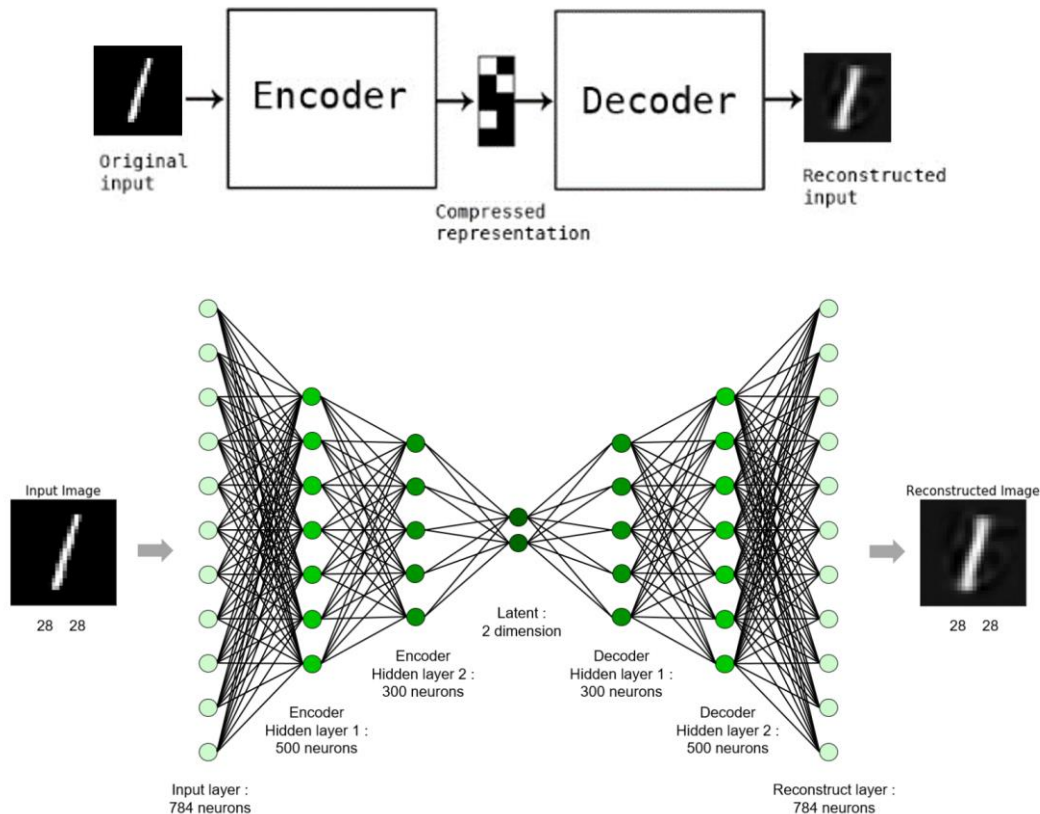 Encoder
Decoder
Original
input
Compressed
representation
Reconstructed
input
Input Image
28 28
Input layer :
784 neurons
Encoder
Hidden layer 1 :
500 neurons
Encoder
Hidden layer 2 :
300 neurons
Latent :
2 dimension
Decoder
Hidden layer 1 :
300 neurons
Decoder
Hidden layer 2 :
500 neurons
Reconstruct layer :
784 neurons
Reconstructed Image
28 28